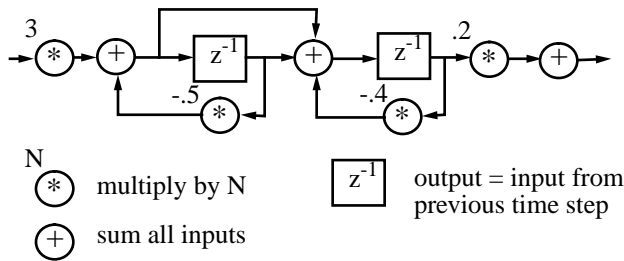 3 * + z-1 + z-1 .2 * +
-.5 * -.4 *
N
* multiply by N
+ sum all inputs
z-1 output = input from
previous time step